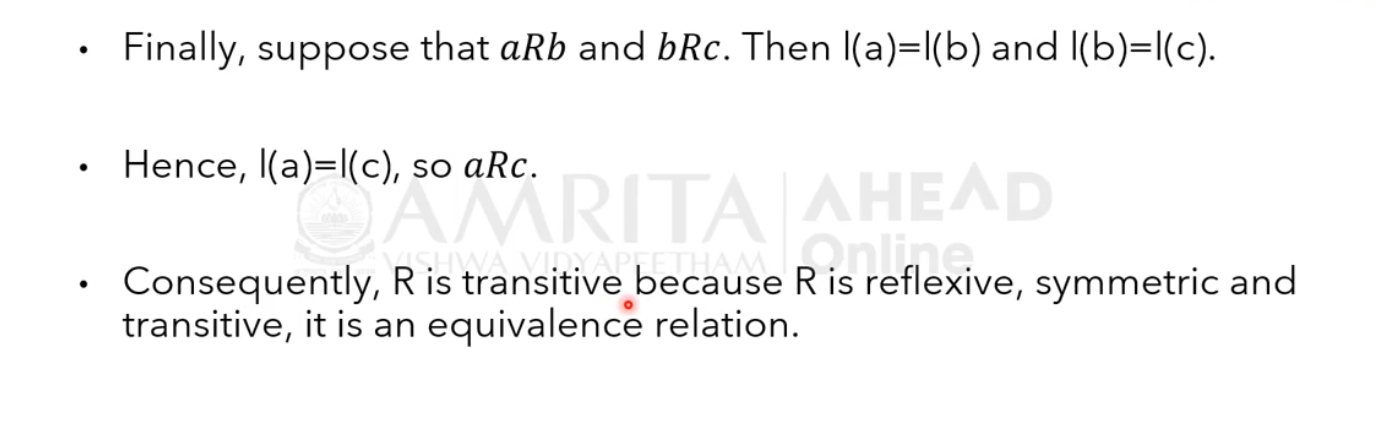 • Finally, suppose that aRb and bRc. Then l(a)=l(b) and l(b)=l(c).
• Hence, l(a)=l(c), so aRc.
AMRITA AHEAD
VISHWA VIDYAPEETHAM Online
• Consequently, R is transitive because R is reflexive, symmetric and
transitive, it is an equivalence relation.